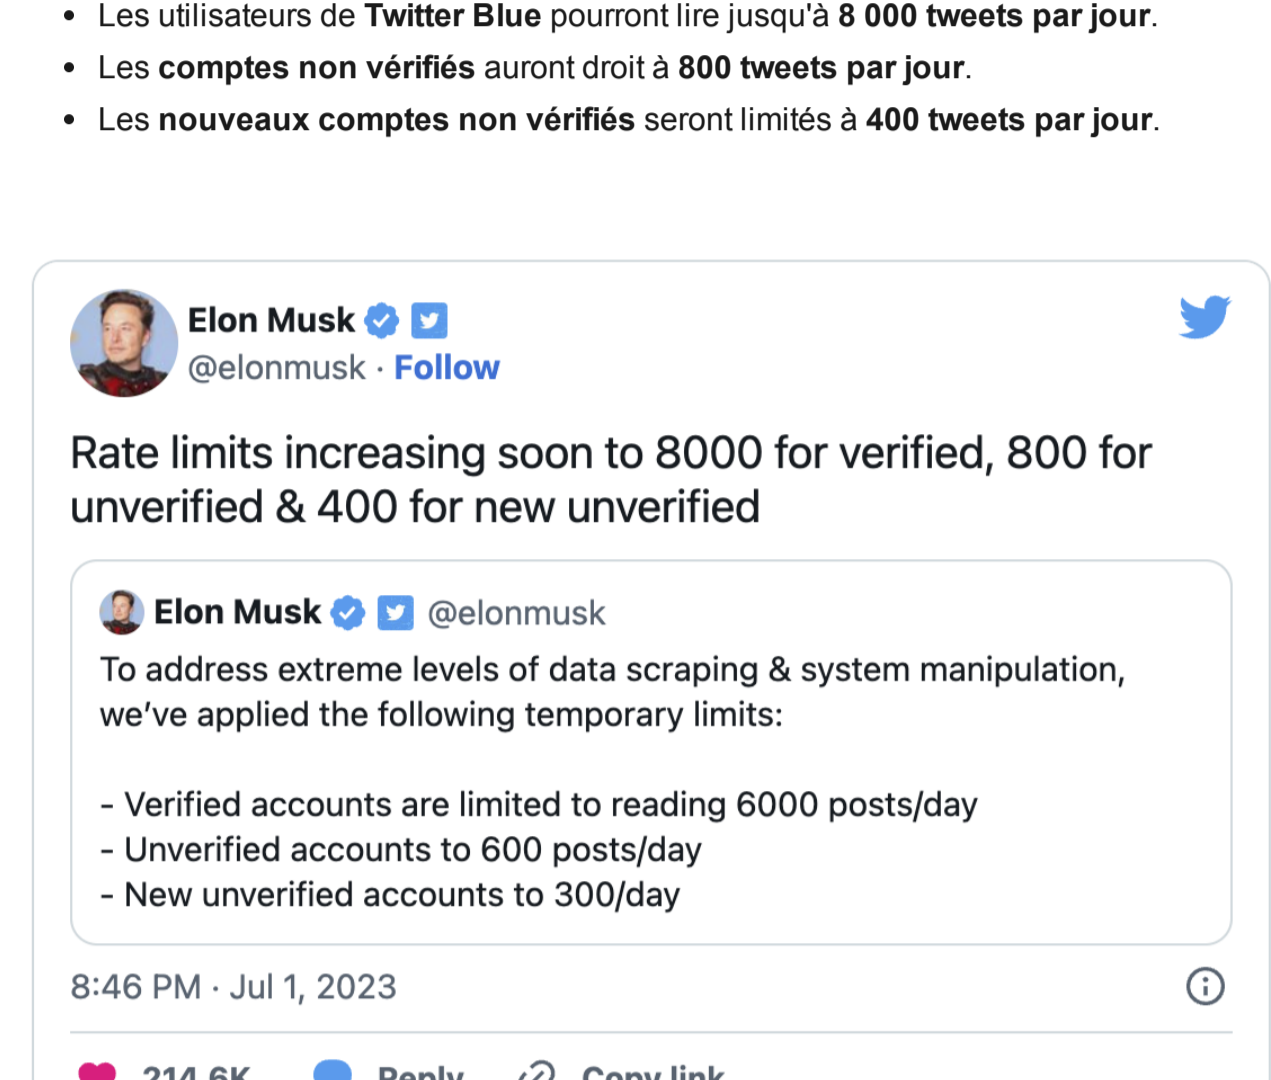 • Les utilisateurs de Twitter Blue pourront lire jusqu'à 8 000 tweets par jour.
• Les comptes non vérifiés auront droit à 800 tweets par jour.
• Les nouveaux comptes non vérifiés seront limités à 400 tweets par jour.
Elon Musk
@elonmusk · Follow
Rate limits increasing soon to 8000 for verified, 800 for
unverified & 400 for new unverified
Elon Musk @elonmusk
To address extreme levels of data scraping & system manipulation,
we’ve applied the following temporary limits:
- Verified accounts are limited to reading 6000 posts/day
- Unverified accounts to 600 posts/day
- New unverified accounts to 300/day
8:46 PM · Jul 1, 2023
214.6K Reply Copy link